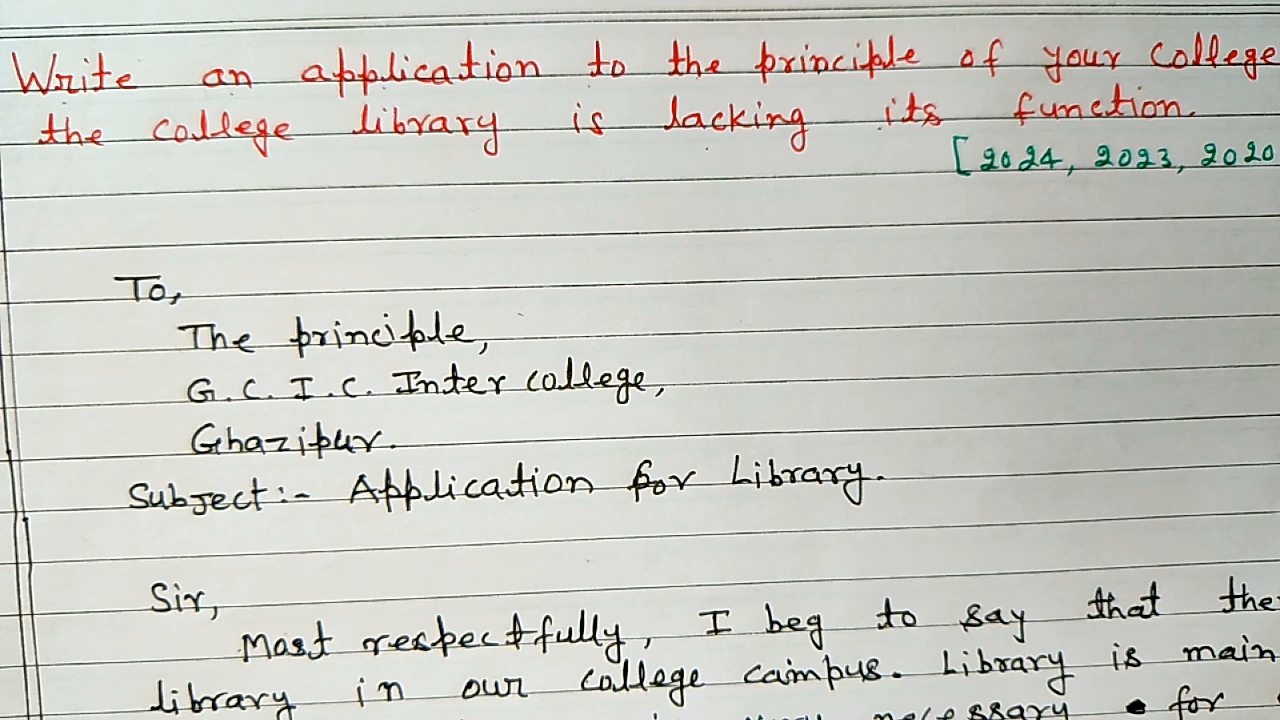 Write an application to the principle of your college
the college library is lacking its function.
[2024, 2023, 2020
To,
The principle,
G.C.I.C. Inter college,
Ghazipur.
Subject:- Application for Library.
Sir,
Most respectfully, I beg to say that the
library in our college campus. Library is main
necessary for